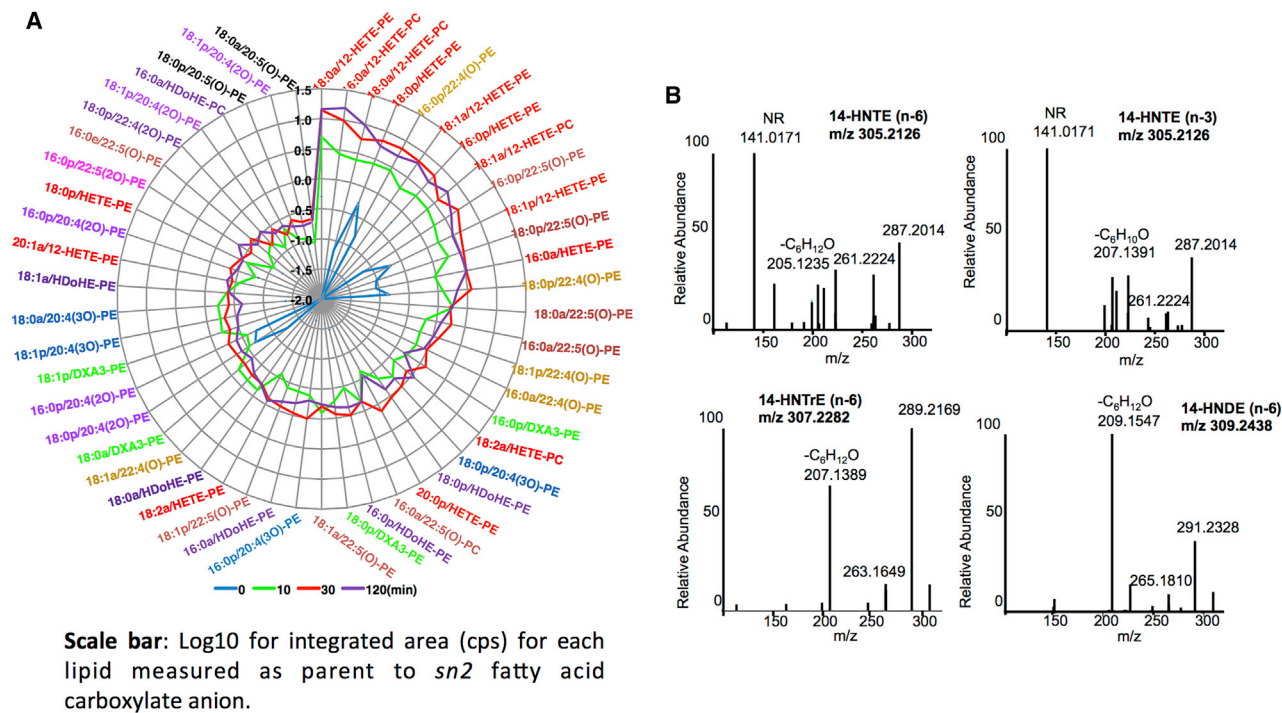 A
18:0a/12-HETE-PE
16:0a/12-HETE-PC
18:0a/12-HETE-PC
18:0p/HETE-PE
16:0p/22:4(O)-PE
18:1a/12-HETE-PE
16:0p/HETE-PE
18:1a/12-HETE-PC
16:0p/22:5(O)-PE
18:1p/12-HETE-PE
18:0p/22:5(O)-PE
16:0a/HETE-PE
18:0p/22:4(O)-PE
18:0a/22:5(O)-PE
16:0a/22:5(O)-PE
18:1p/22:4(O)-PE
16:0a/22:4(O)-PE
16:0p/DXA3-PE
18:2a/HETE-PC
18:0p/20:4(3O)-PE
18:0p/HDoHE-PE
20:0p/HETE-PE
16:0a/22:5(O)-PC
16:0p/HDoHE-PE
18:0p/DXA3-PE
18:1a/22:5(O)-PE
16:0p/20:4(3O)-PE
16:0a/HDoHE-PE
18:1p/22:5(O)-PE
18:2a/HETE-PE
18:0a/HDoHE-PE
18:1a/22:4(O)-PE
18:0a/DXA3-PE
18:0p/20:4(2O)-PE
16:0p/20:4(2O)-PE
18:1p/DXA3-PE
18:1p/20:4(3O)-PE
18:0a/20:4(3O)-PE
18:1a/HDoHE-PE
20:1a/12-HETE-PE
16:0p/20:4(2O)-PE
18:0p/HETE-PE
16:0p/22:5(2O)-PE
16:0e/22:5(O)-PE
18:0p/22:4(2O)-PE
18:1p/20:4(2O)-PE
16:0a/HDoHE-PC
18:0p/20:5(O)-PE
18:1p/20:4(2O)-PE
18:0a/20:5(O)-PE
1.5
1.0
0.5
0.0
-0.5
-1.0
-1.5
-2.0
0 10 30 120(min)
Scale bar: Log10 for integrated area (cps) for each
lipid measured as parent to sn2 fatty acid
carboxylate anion.
B
14-HNTE (n-6)
m/z 305.2126
NR
141.0171
-C₆H₁₂O
205.1235
261.2224
287.2014
Relative Abundance
100
50
0
150 200 250 300
m/z
14-HNTE (n-3)
m/z 305.2126
NR
141.0171
-C₆H₁₀O
207.1391
261.2224
287.2014
Relative Abundance
100
50
0
150 200 250 300
m/z
14-HNTrE (n-6)
m/z 307.2282
-C₆H₁₂O
207.1389
263.1649
289.2169
Relative Abundance
100
50
0
150 200 250 300
m/z
14-HNDE (n-6)
m/z 309.2438
-C₆H₁₂O
209.1547
265.1810
291.2328
Relative Abundance
100
50
0
150 200 250 300
m/z